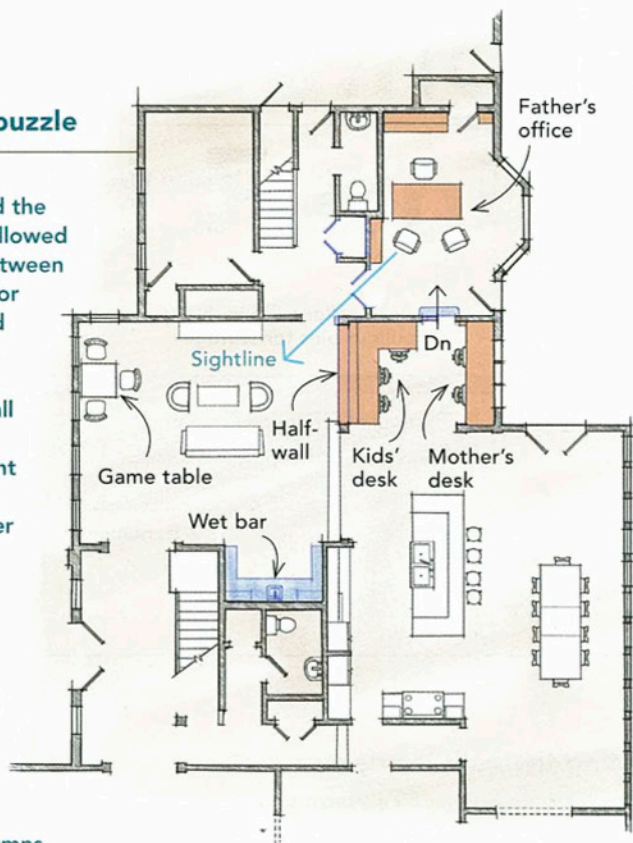 puzzle
d the
llowed
tween
or
d
all
nt
er
Father's
office
Sightline
Dn
Half-
wall
Kids'
desk
Mother's
desk
Game table
Wet bar